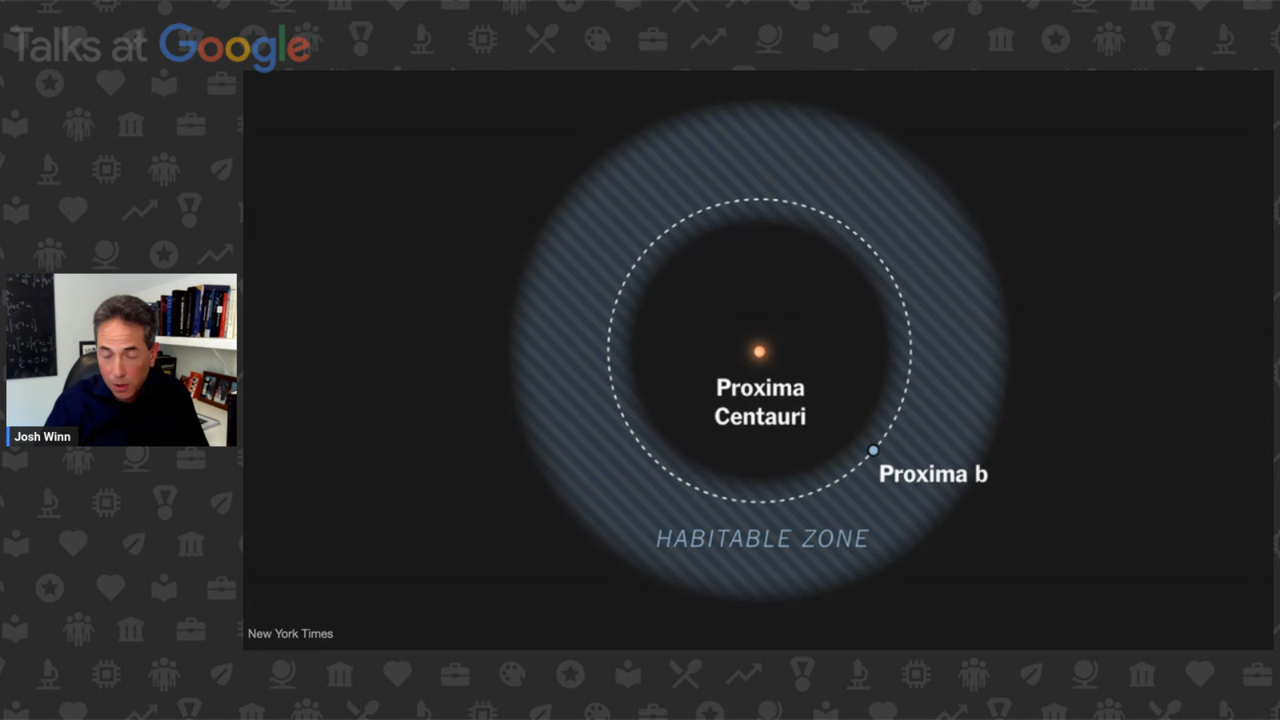 Talks at Google
Proxima
Centauri
Proxima b
HABITABLE ZONE
Josh Winn
New York Times